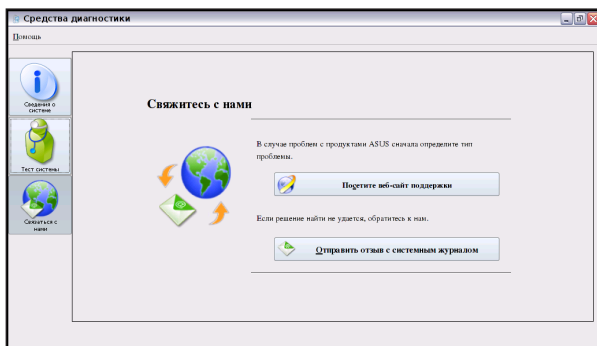 Средства диагностики
Помощь
Сведения о
системе
Тест системы
Связаться с
нами
Свяжитесь с нами
В случае проблем с продуктами ASUS сначала определите тип
проблемы.
Посетите веб-сайт поддержки
Если решение найти не удается, обратитесь к нам.
Отправить отзыв с системным журналом